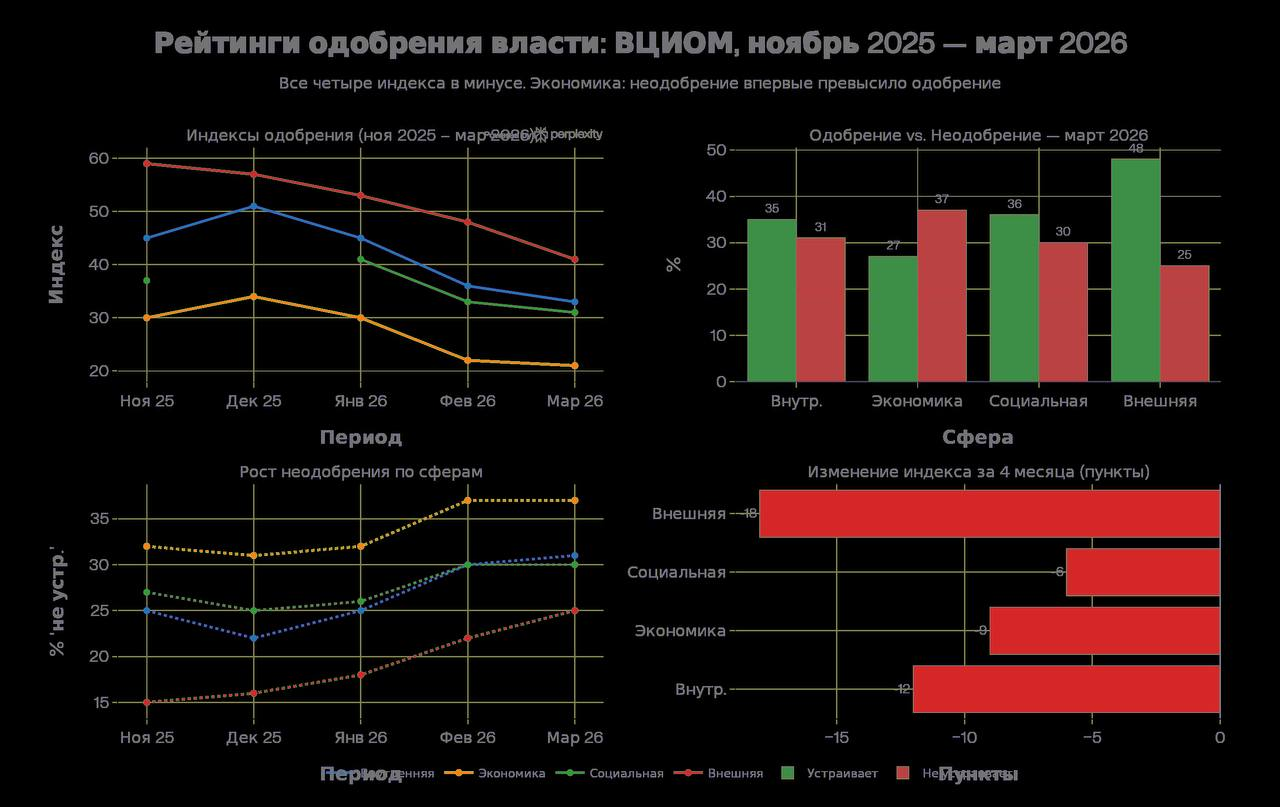 Рейтинги одобрения власти: ВЦИОМ, ноябрь 2025 — март 2026
Все четыре индекса в минусе. Экономика: неодобрение впервые превысило одобрение
Индексы одобрения (ноя 2025 – мар 2026)
perplexity
60
50
40
30
20
Индекс
Ноя 25 Дек 25 Янв 26 Фев 26 Мар 26
Период
Одобрение vs. Неодобрение — март 2026
50
40
30
20
10
0
%
35 31 27 37 36 30 48 25
Внутр. Экономика Социальная Внешняя
Сфера
Рост неодобрения по сферам
35
30
25
20
15
% 'не устр.'
Ноя 25 Дек 25 Янв 26 Фев 26 Мар 26
Период
Изменение индекса за 4 месяца (пункты)
Внешняя -18
Социальная -6
Экономика -9
Внутр. -12
−15 −10 −5 0
Пункты
Экономика Социальная Внешняя Устраивает